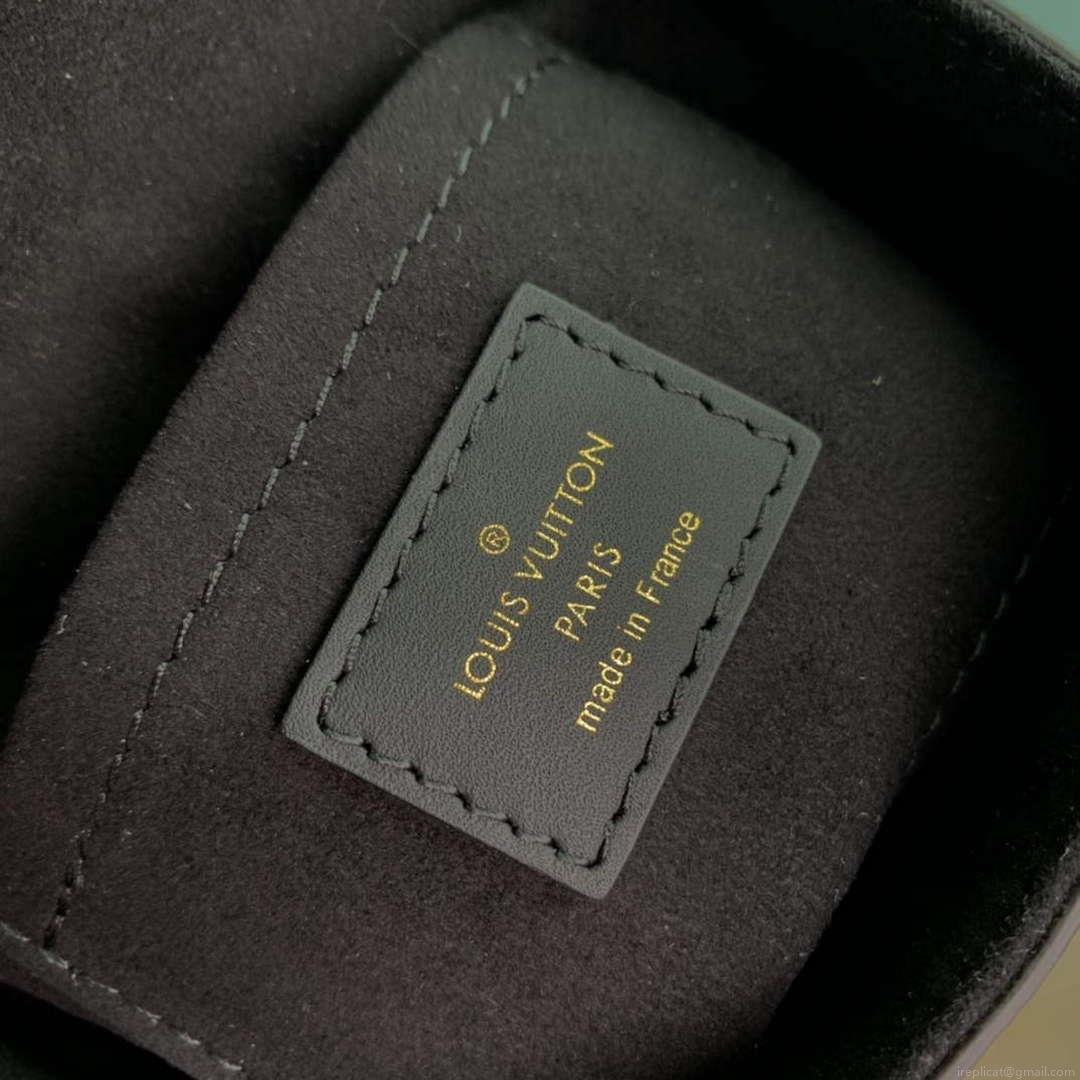 ®
LOUIS VUITTON
PARIS
made in France
ireplicat@gmail.com